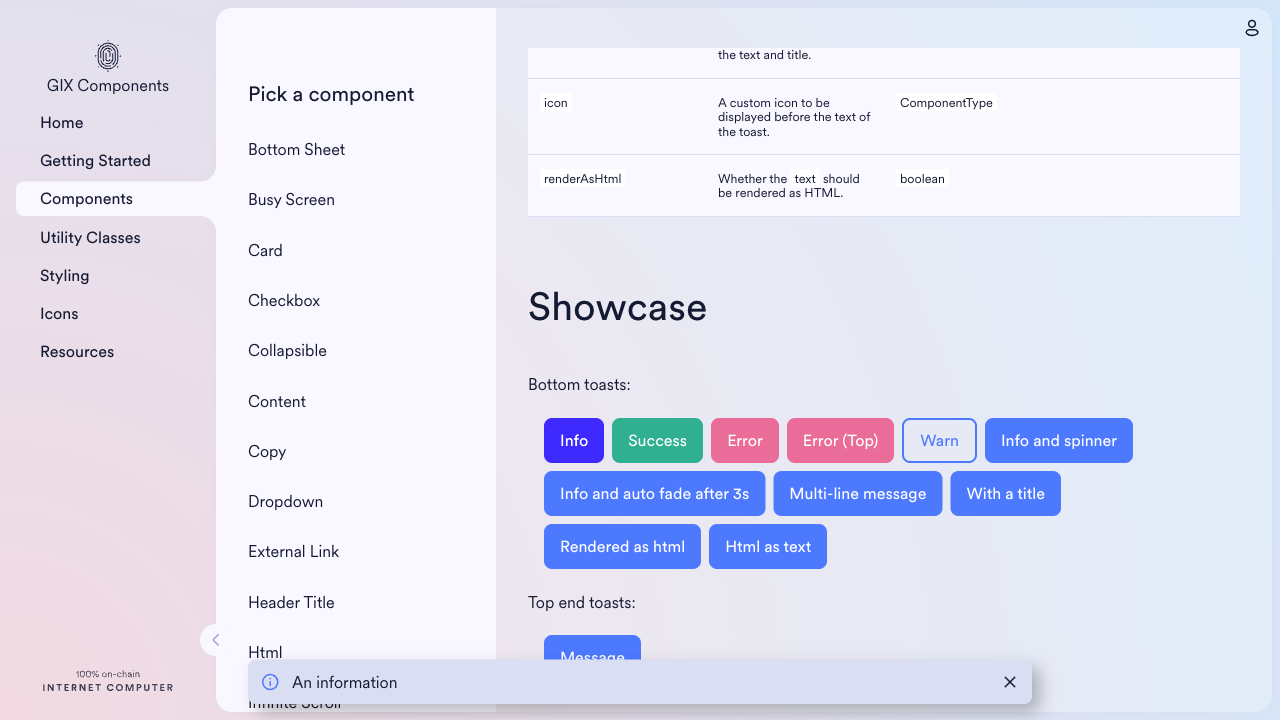 GIX Components
Home
Getting Started
Components
Utility Classes
Styling
Icons
Resources
100% on-chain
INTERNET COMPUTER
Pick a component
Bottom Sheet
Busy Screen
Card
Checkbox
Collapsible
Content
Copy
Dropdown
External Link
Header Title
Html
Infinite Scroll
the text and title.
icon
A custom icon to be
displayed before the text of
the toast.
ComponentType
renderAsHtml
Whether the text should
be rendered as HTML.
boolean
Showcase
Bottom toasts:
Info
Success
Error
Error (Top)
Warn
Info and spinner
Info and auto fade after 3s
Multi-line message
With a title
Rendered as html
Html as text
Top end toasts:
Message
An information